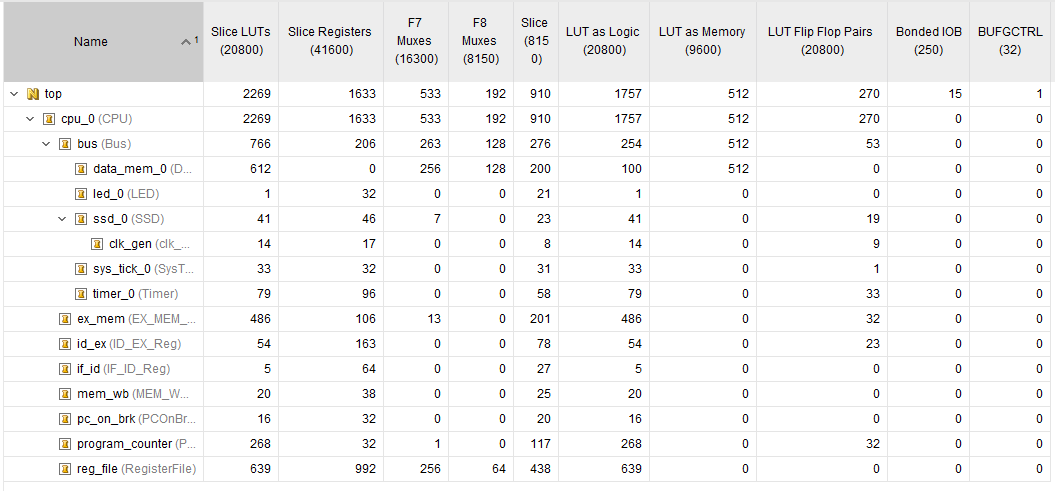 Name 1 Slice LUTs (20800) Slice Registers (41600) F7 Muxes (16300) F8 Muxes (8150) Slice (815 0) LUT as Logic (20800) LUT as Memory (9600) LUT Flip Flop Pairs (20800) Bonded IOB (250) BUFGCTRL (32)
N top 2269 1633 533 192 910 1757 512 270 15 1
cpu_0 (CPU) 2269 1633 533 192 910 1757 512 270 0 0
bus (Bus) 766 206 263 128 276 254 512 53 0 0
data_mem_0 (D... 612 0 256 128 200 100 512 0 0 0
led_0 (LED) 1 32 0 0 21 1 0 0 0 0
ssd_0 (SSD) 41 46 7 0 23 41 0 19 0 0
clk_gen (clk_... 14 17 0 0 8 14 0 9 0 0
sys_tick_0 (SysT... 33 32 0 0 31 33 0 1 0 0
timer_0 (Timer) 79 96 0 0 58 79 0 33 0 0
ex_mem (EX_MEM_... 486 106 13 0 201 486 0 32 0 0
id_ex (ID_EX_Reg) 54 163 0 0 78 54 0 23 0 0
if_id (IF_ID_Reg) 5 64 0 0 27 5 0 0 0 0
mem_wb (MEM_W... 20 38 0 0 25 20 0 0 0 0
pc_on_brk (PCOnBr... 16 32 0 0 20 16 0 0 0 0
program_counter (P... 268 32 1 0 117 268 0 32 0 0
reg_file (RegisterFile) 639 992 256 64 438 639 0 0 0 0